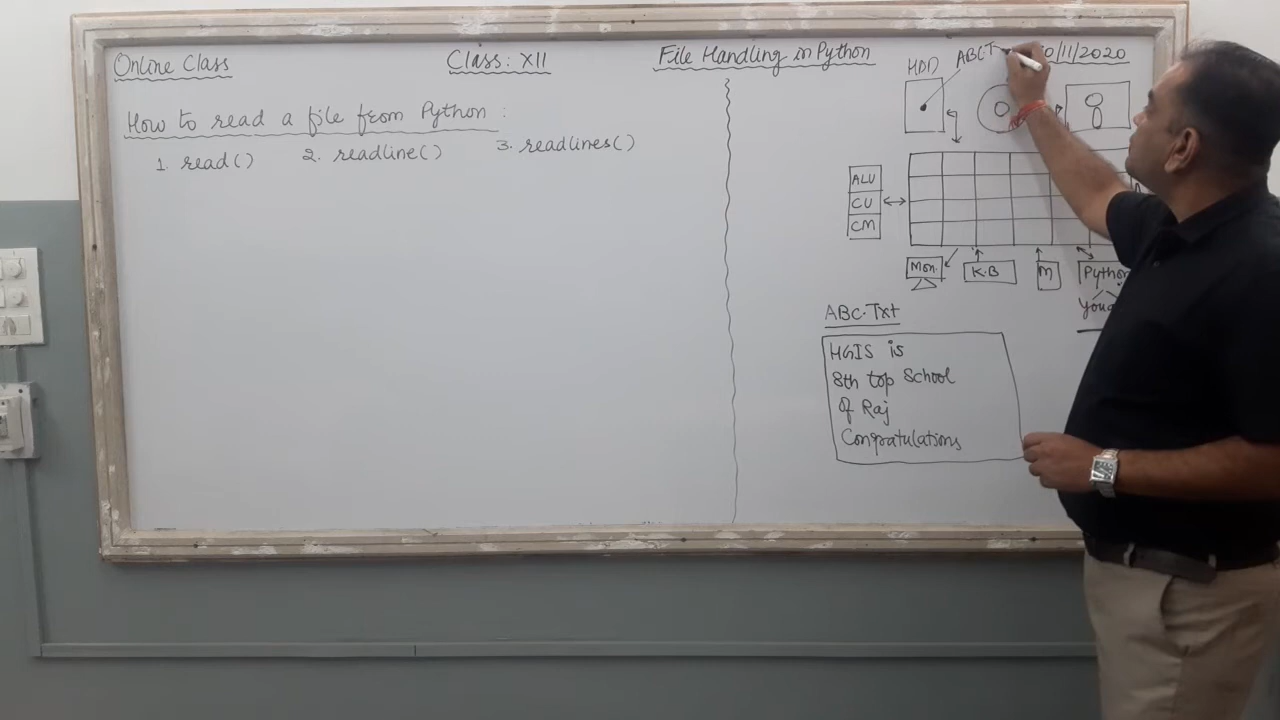 Online Class
Class: XII
File Handling in Python
0/11/2020
How to read a file from Python :
1. read()
2. readline()
3. readlines()
HDD
ABC.T
ALU
CU
CM
Mon.
K.B
M
Python
ABC.Txt
HGIS is
8th top School
Of Raj
Congratulations